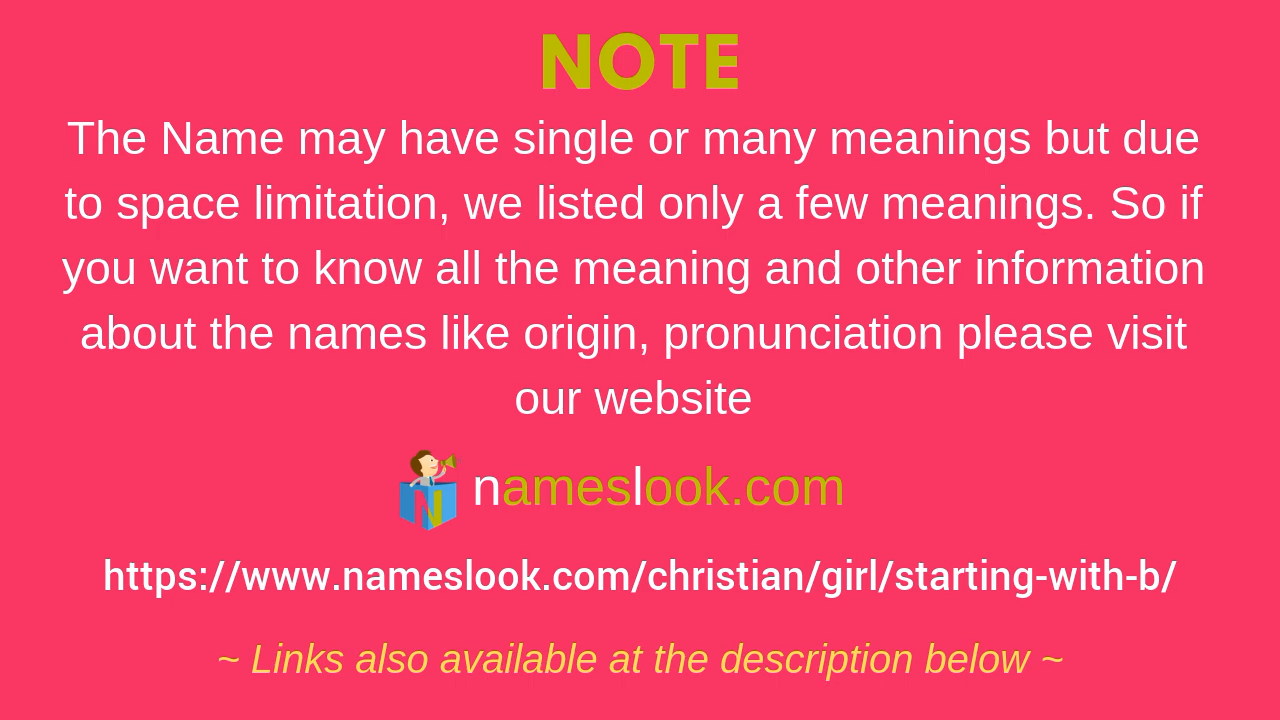 NOTE
The Name may have single or many meanings but due
to space limitation, we listed only a few meanings. So if
you want to know all the meaning and other information
about the names like origin, pronunciation please visit
our website
N nameslook.com
https://www.nameslook.com/christian/girl/starting-with-b/
~ Links also available at the description below ~